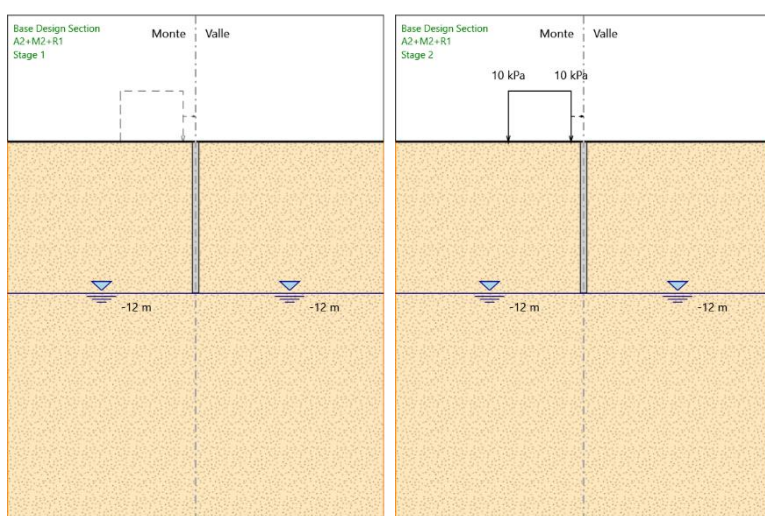 Base Design Section
A2+M2+R1
Stage 1
Monte
Valle
-12 m
-12 m
Base Design Section
A2+M2+R1
Stage 2
Monte
Valle
10 kPa
10 kPa
-12 m
-12 m